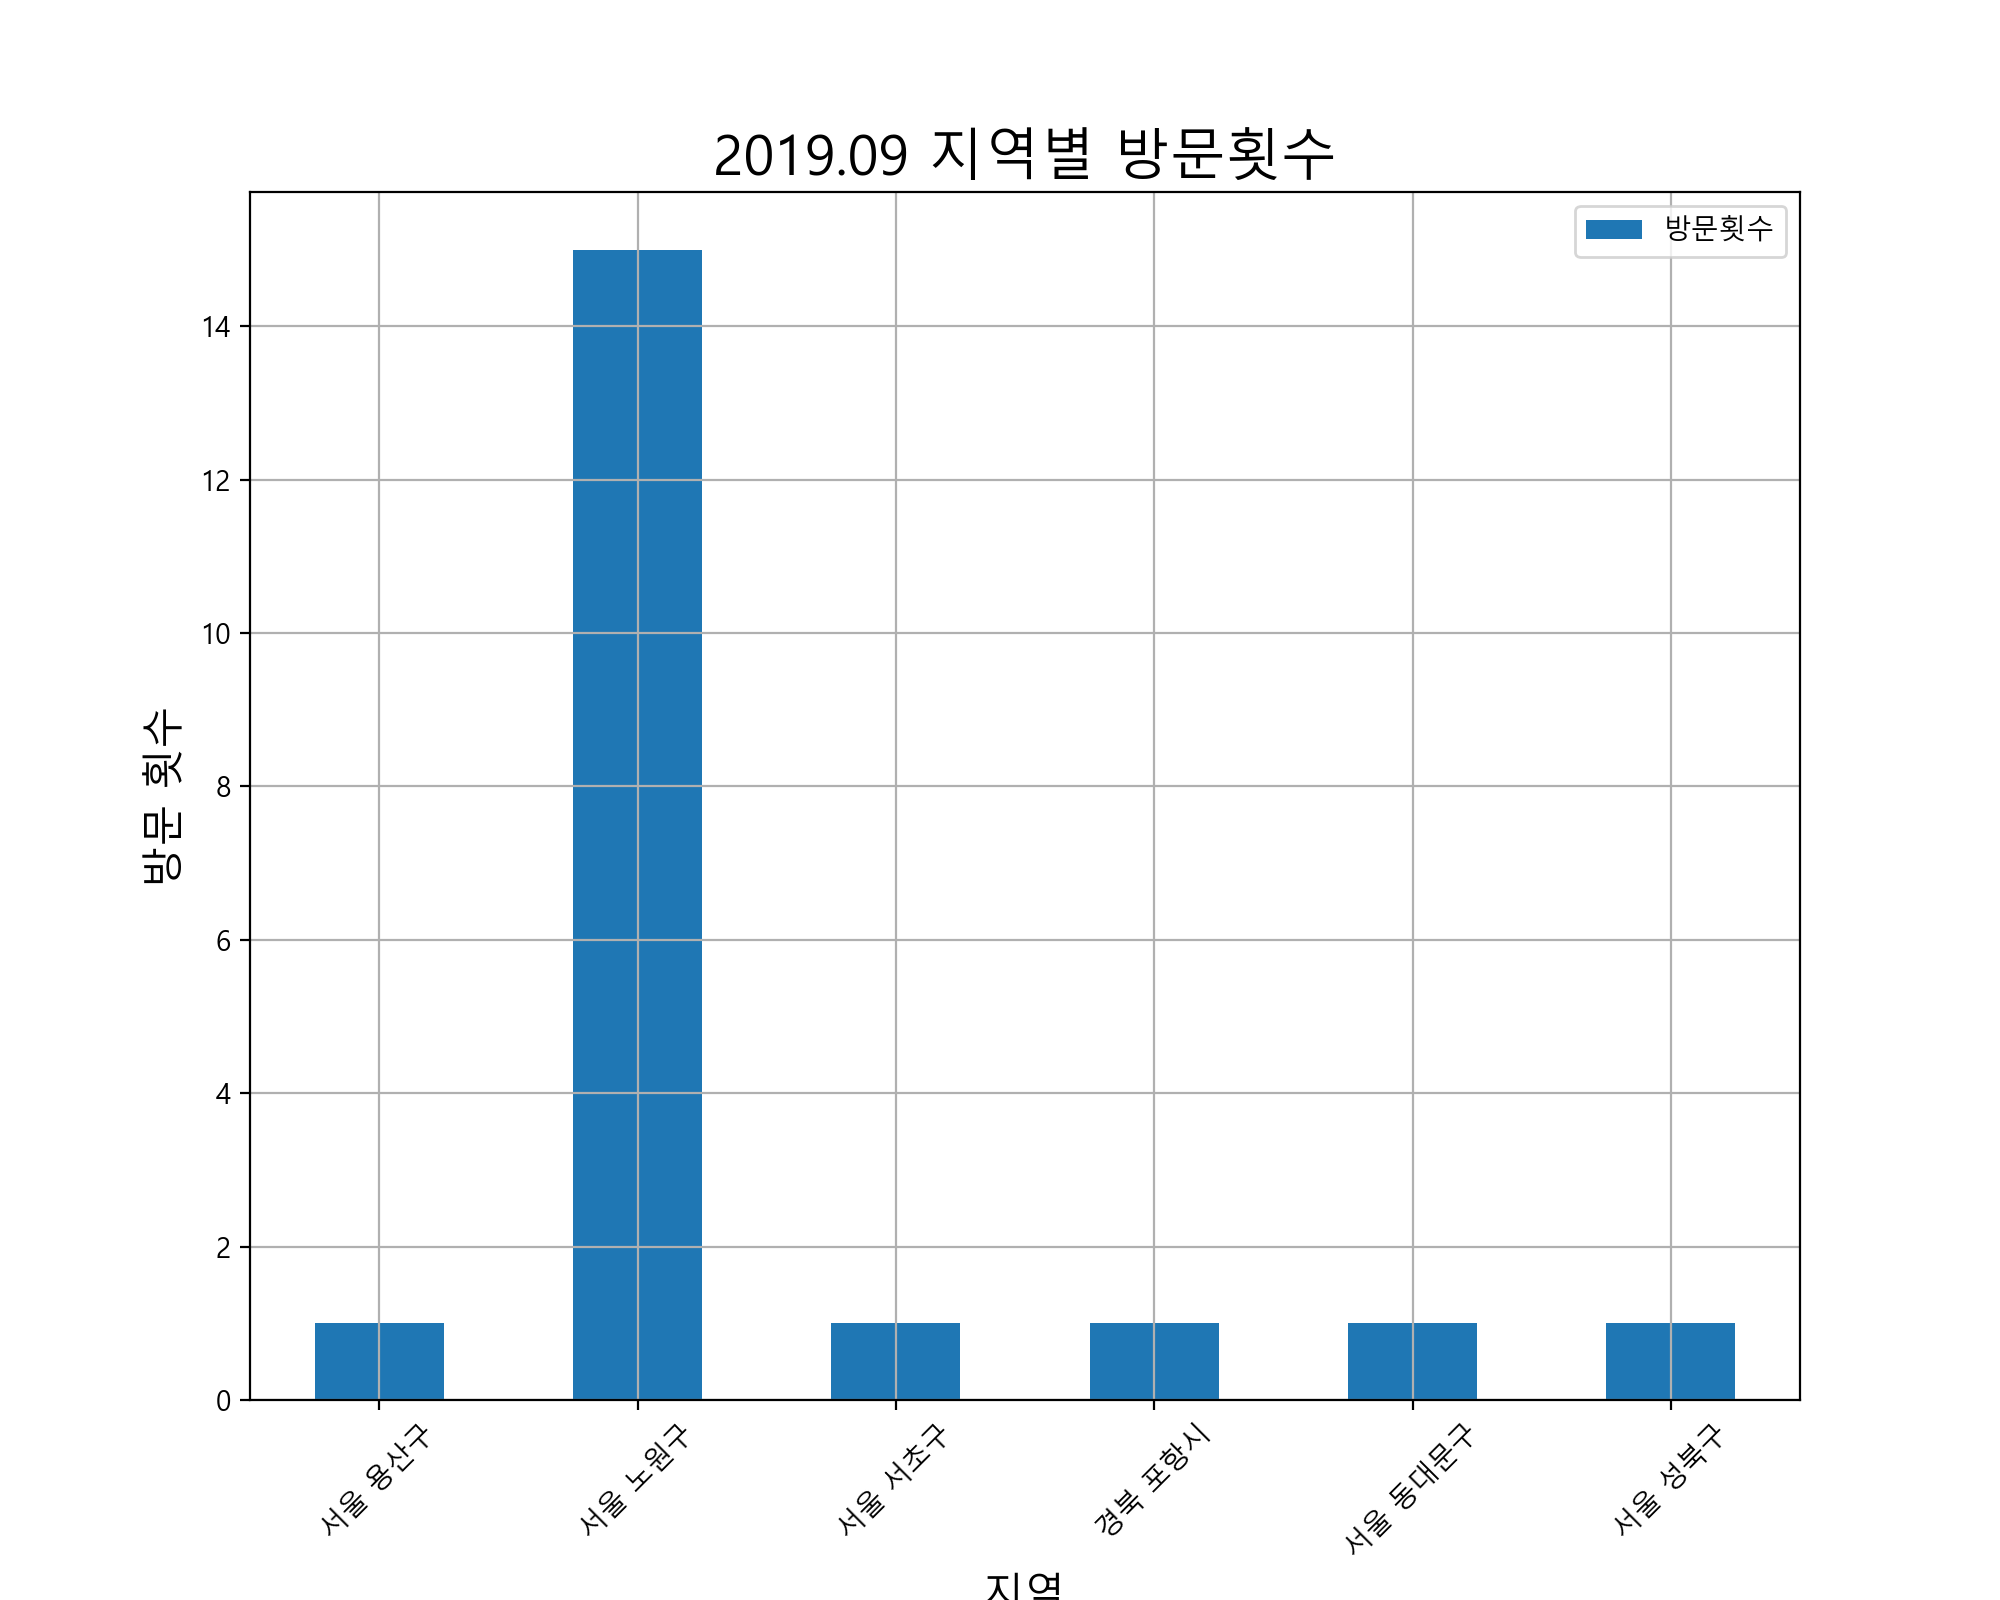 2019.09 지역별 방문횟수
방문횟수
방문 횟수
14
12
10
8
6
4
2
0
서울 용산구
서울 노원구
서울 서초구
경북 포항시
서울 동대문구
서울 성북구
지역